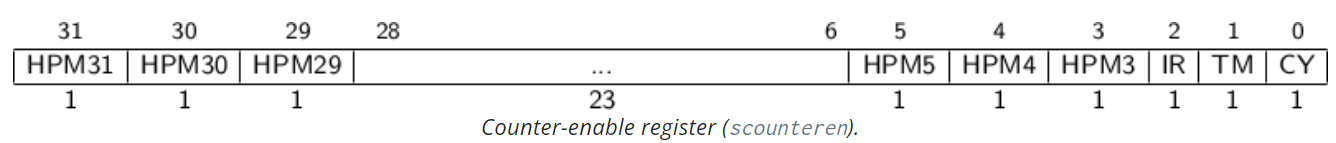 31 30 29 28 6 5 4 3 2 1 0
HPM31 HPM30 HPM29 ... HPM5 HPM4 HPM3 IR TM CY
1 1 1 23 1 1 1 1 1 1
Counter-enable register (scounteren).